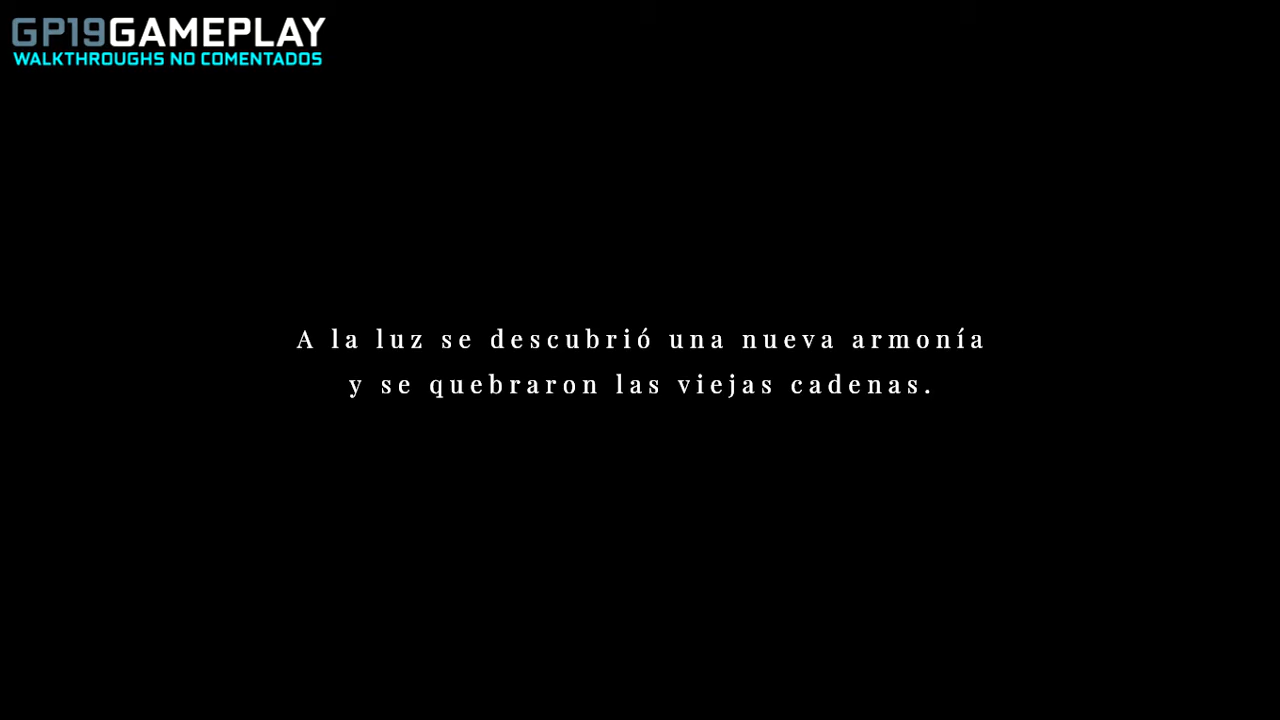 GP19GAMEPLAY
WALKTHROUGHS NO COMENTADOS
A la luz se descubrió una nueva armonía
y se quebraron las viejas cadenas.